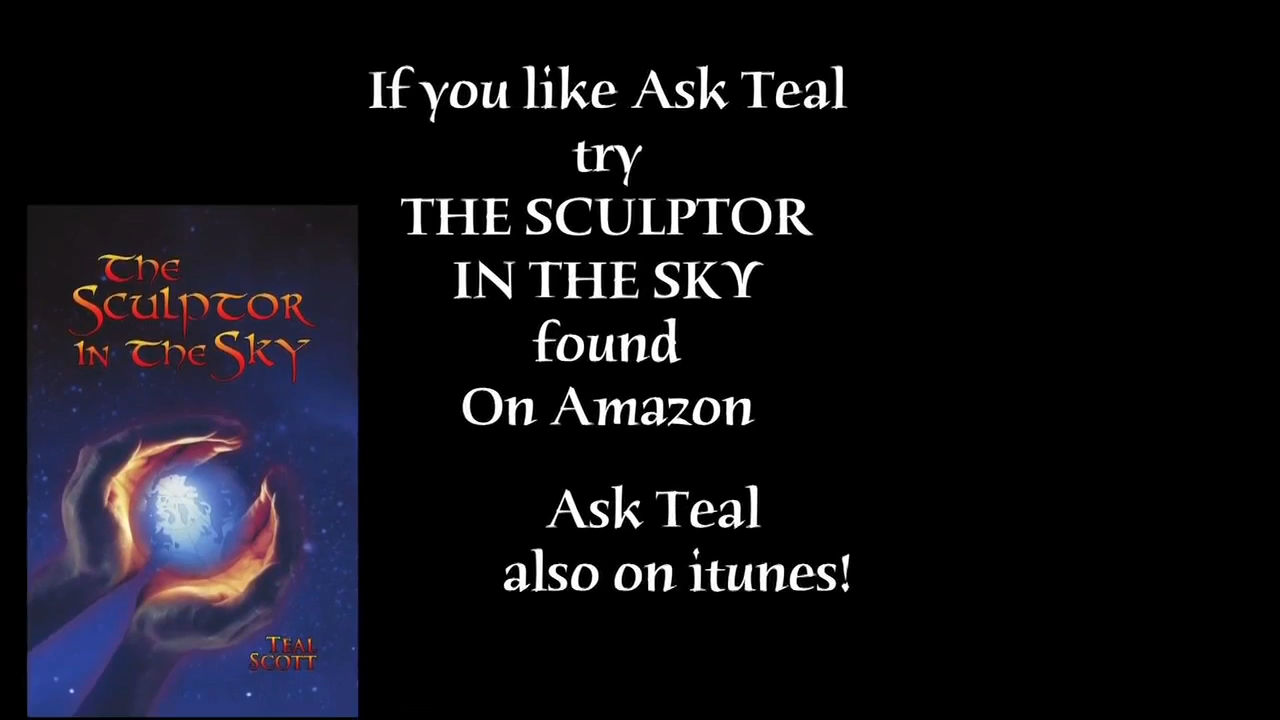 If you like Ask Teal
try
THE SCULPTOR
IN THE SKY
found
On Amazon
Ask Teal
also on itunes!
The
Sculptor
in the Sky
Teal
Scott